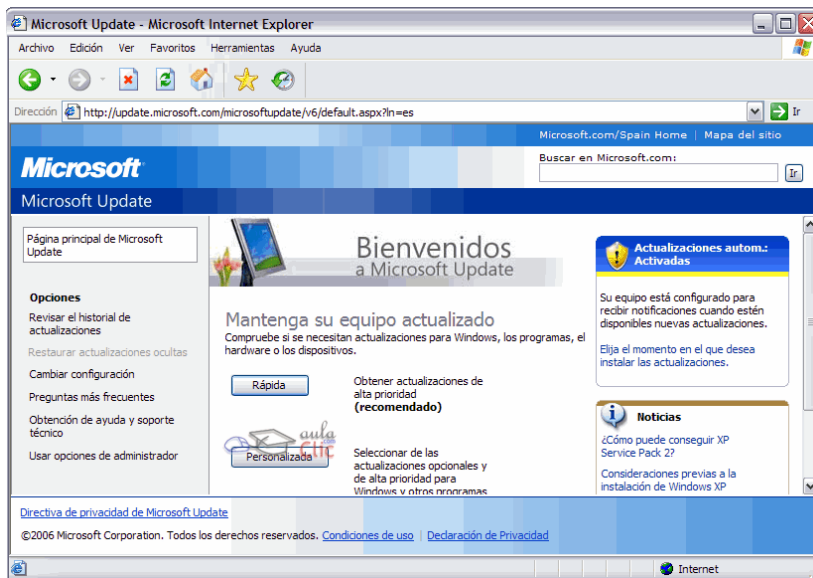 Microsoft Update - Microsoft Internet Explorer
Archivo Edición Ver Favoritos Herramientas Ayuda
Dirección http://update.microsoft.com/microsoftupdate/v6/default.aspx?ln=es Ir
Microsoft.com/Spain Home | Mapa del sitio
Microsoft
Buscar en Microsoft.com:
Ir
Microsoft Update
Página principal de Microsoft
Update
Opciones
Revisar el historial de
actualizaciones
Restaurar actualizaciones ocultas
Cambiar configuración
Preguntas más frecuentes
Obtención de ayuda y soporte
técnico
Usar opciones de administrador
Bienvenidos
a Microsoft Update
Mantenga su equipo actualizado
Compruebe si se necesitan actualizaciones para Windows, los programas, el
hardware o los dispositivos.
Rápida
Obtener actualizaciones de
alta prioridad
(recomendado)
aula
Clic
Personalizada
Seleccionar de las
actualizaciones opcionales y
de alta prioridad para
Windows y otros programas
Actualizaciones autom.:
Activadas
Su equipo está configurado para
recibir notificaciones cuando estén
disponibles nuevas actualizaciones.
Elija el momento en el que desea
instalar las actualizaciones.
Noticias
¿Cómo puede conseguir XP
Service Pack 2?
Consideraciones previas a la
instalación de Windows XP
Directiva de privacidad de Microsoft Update
©2006 Microsoft Corporation. Todos los derechos reservados. Condiciones de uso | Declaración de Privacidad
Internet